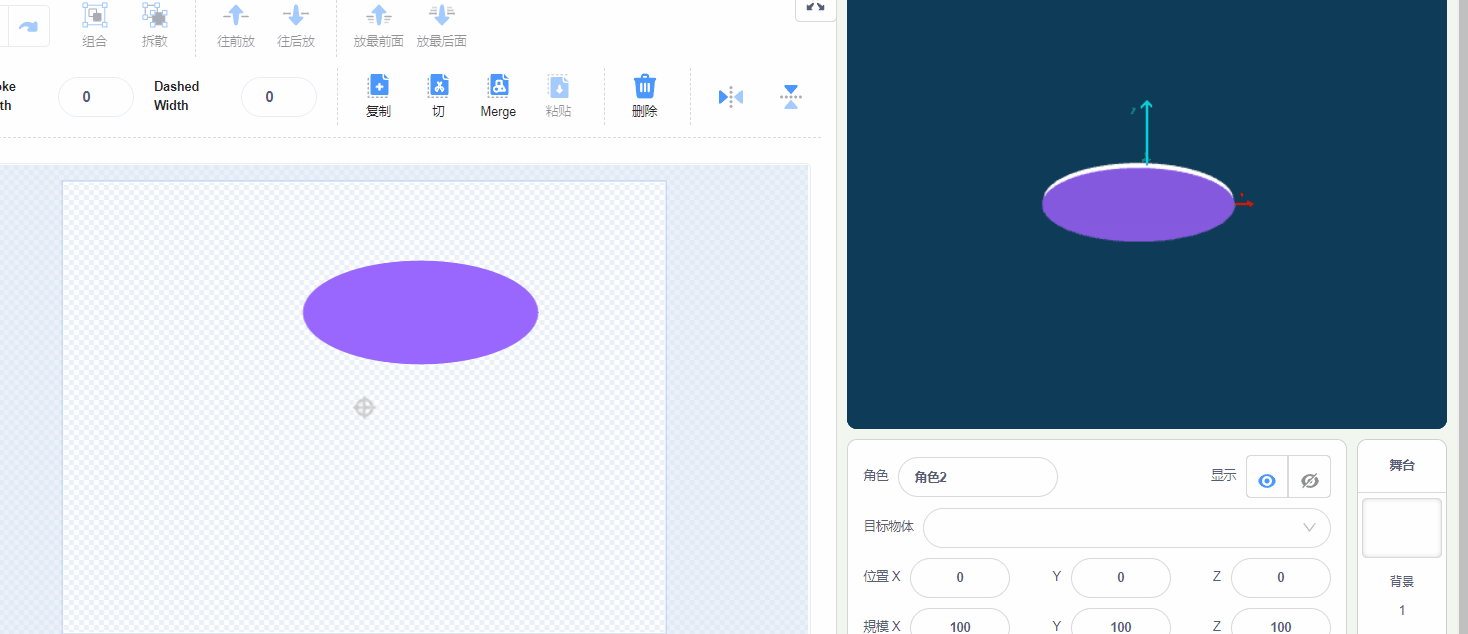 组合
拆散
往前放
往后放
放最前面
放最后面
oke
th
0
Dashed
Width
0
复制
切
Merge
粘贴
删除
角色
角色2
显示
目标物体
位置 X
0
Y
0
Z
0
規模 X
100
Y
100
Z
100
舞台
背景
1